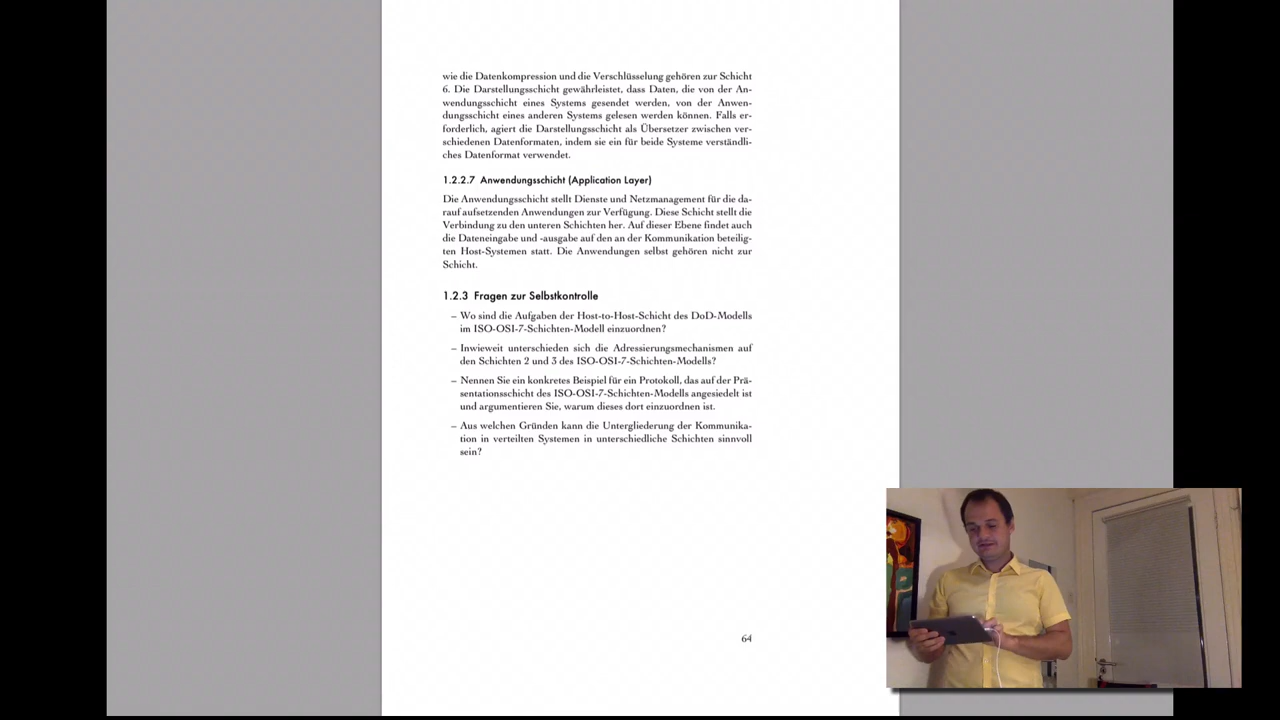 wie die Datenkompression und die Verschlüsselung gehören zur Schicht
6. Die Darstellungsschicht gewährleistet, dass Daten, die von der An-
wendungsschicht eines Systems gesendet werden, von der Anwen-
dungsschicht eines anderen Systems gelesen werden können. Falls er-
forderlich, agiert die Darstellungsschicht als Übersetzer zwischen ver-
schiedenen Datenformaten, indem sie ein für beide Systeme verständli-
ches Datenformat verwendet.
1.2.2.7 Anwendungsschicht (Application Layer)
Die Anwendungsschicht stellt Dienste und Netzmanagement für die da-
rauf aufsetzenden Anwendungen zur Verfügung. Diese Schicht stellt die
Verbindung zu den unteren Schichten her. Auf dieser Ebene findet auch
die Dateneingabe und -ausgabe auf den an der Kommunikation beteilig-
ten Host-Systemen statt. Die Anwendungen selbst gehören nicht zur
Schicht.
1.2.3 Fragen zur Selbstkontrolle
– Wo sind die Aufgaben der Host-to-Host-Schicht des DoD-Modells
im ISO-OSI-7-Schichten-Modell einzuordnen?
– Inwieweit unterschieden sich die Adressierungsmechanismen auf
den Schichten 2 und 3 des ISO-OSI-7-Schichten-Modells?
– Nennen Sie ein konkretes Beispiel für ein Protokoll, das auf der Prä-
sentationsschicht des ISO-OSI-7-Schichten-Modells angesiedelt ist
und argumentieren Sie, warum dieses dort einzuordnen ist.
– Aus welchen Gründen kann die Untergliederung der Kommunika-
tion in verteilten Systemen in unterschiedliche Schichten sinnvoll
sein?
64